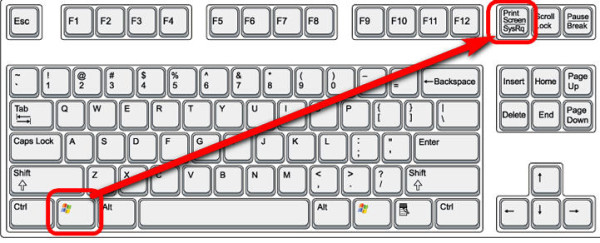 Esc F1 F2 F3 F4 F5 F6 F7 F8 F9 F10 F11 F12 Print Scroll Pause
Screen Lock Break
SysRq
~ ! @ # $ % ^ & * ( ) – + ←Backspace Insert Home Page
` 1 2 3 4 5 6 7 8 9 0 - = Up
Tab Q W E R T Y U I P { } | Delete End Page
[ ] \ Down
Caps Lock A S D F G H J K L : " Enter
; '
Shift Z X C V B N M < > ? Shift ↑
⇧ , . / ⇧
Ctrl Alt Alt Ctrl ← ↓ →